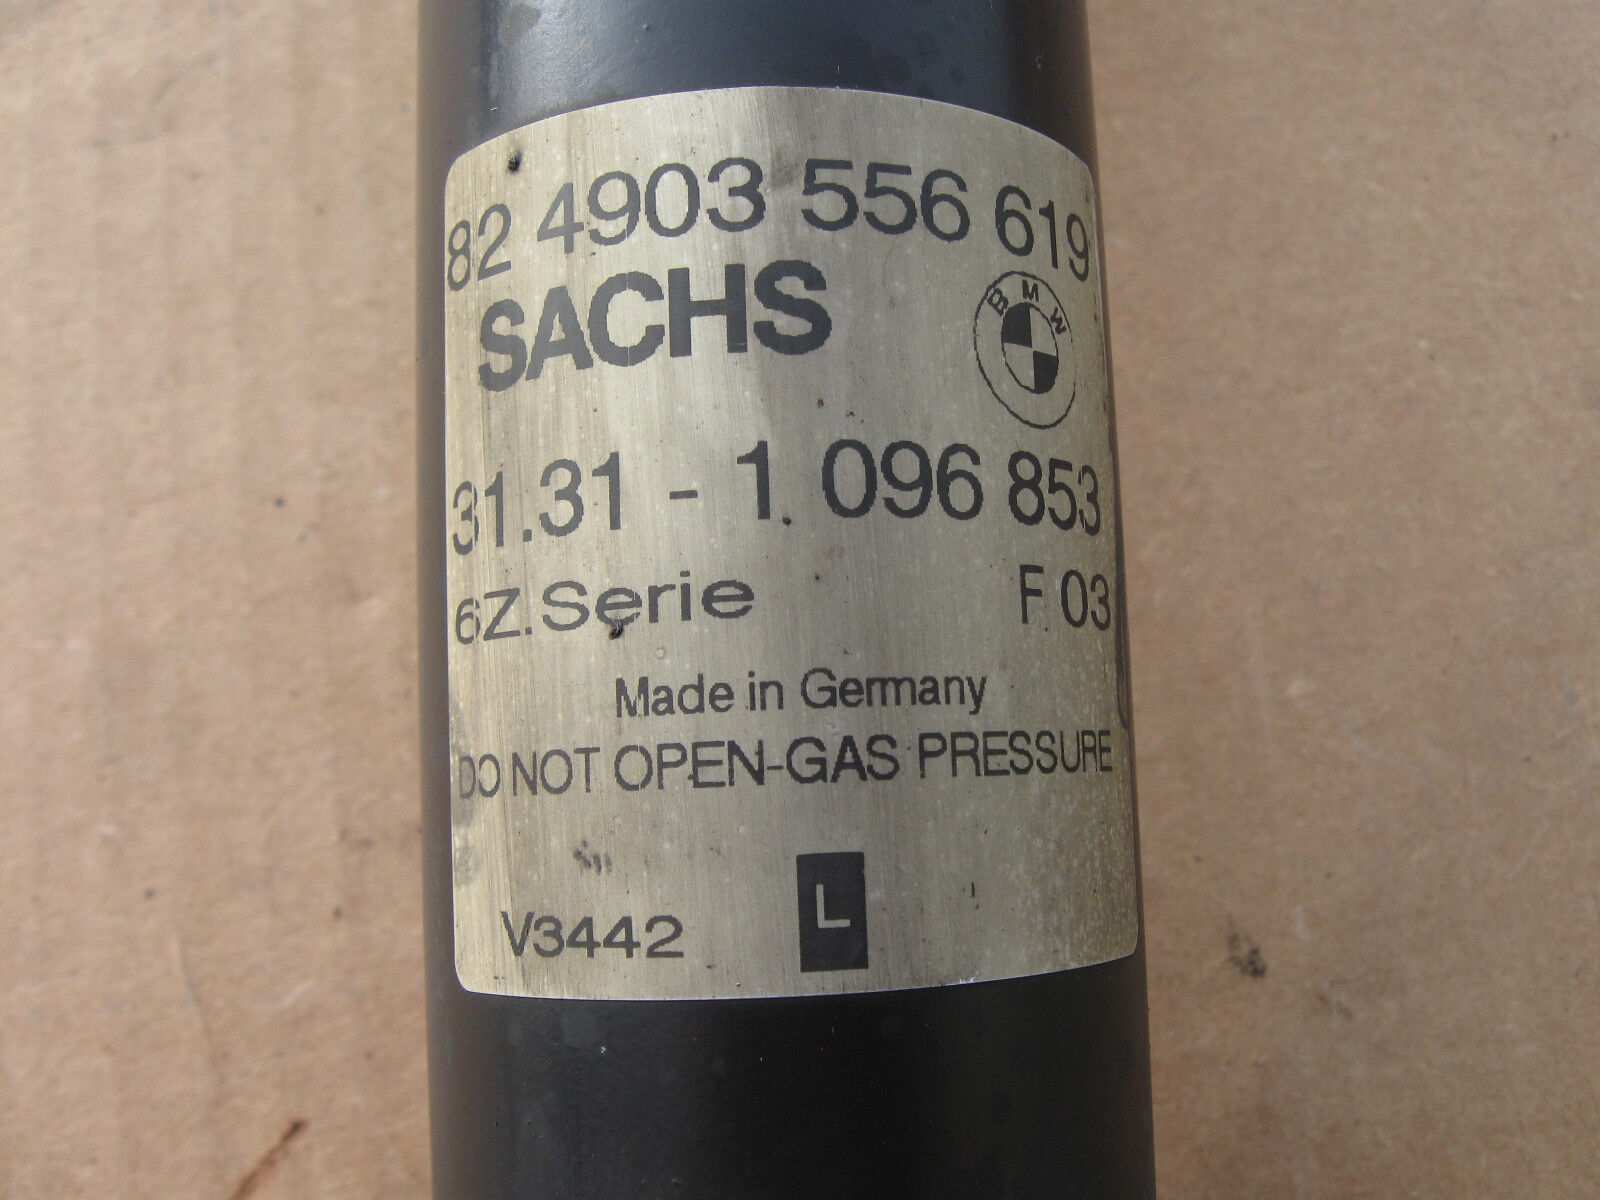 82 4903 556 619
SACHS
BMW
31.31 - 1 096 853
6Z.Serie F 03
Made in Germany
DO NOT OPEN-GAS PRESSURE
V3442 L